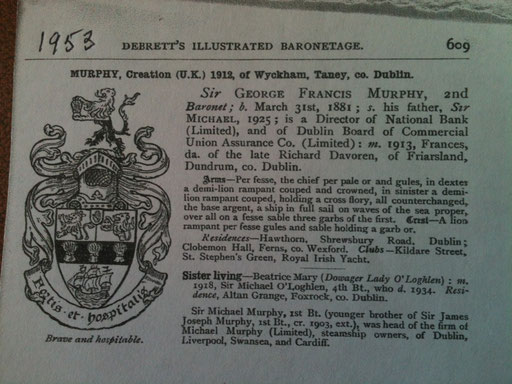 1953
DEBRETT'S ILLUSTRATED BARONETAGE. 609
MURPHY, Creation (U.K.) 1912, of Wyckham, Taney, co. Dublin.
Sir GEORGE FRANCIS MURPHY, 2nd
Baronet; b. March 31st, 1881; s. his father, Sir
MICHAEL, 1925; is a Director of National Bank
(Limited), and of Dublin Board of Commercial
Union Assurance Co. (Limited): m. 1913, Frances,
da. of the late Richard Davoren, of Friarsland,
Dundrum, co. Dublin.
Arms—Per fesse, the chief per pale or and gules, in dexter
a demi-lion rampant couped and crowned, in sinister a demi-
lion rampant couped, holding a cross flory, all counterchanged,
the base argent, a ship in full sail on waves of the sea proper,
over all on a fesse sable three garbs of the first. Crest—A lion
rampant per fesse gules and sable holding a garb or.
Residences—Hawthorn, Shrewsbury Road, Dublin;
Clobemon Hall, Ferns, co. Wexford. Clubs—Kildare Street,
St. Stephen's Green, Royal Irish Yacht.
Fortis et hospitalis
Brave and hospitable.
Sister living—Beatrice Mary (Dowager Lady O'Loghlen): m.
1918, Sir Michael O'Loghlen, 4th Bt., who d. 1934. Resi-
dence, Altan Grange, Foxrock, co. Dublin.
Sir Michael Murphy, 1st Bt. (younger brother of Sir James
Joseph Murphy, 1st Bt., cr. 1903, ext.), was head of the firm of
Michael Murphy (Limited), steamship owners, of Dublin,
Liverpool, Swansea, and Cardiff.